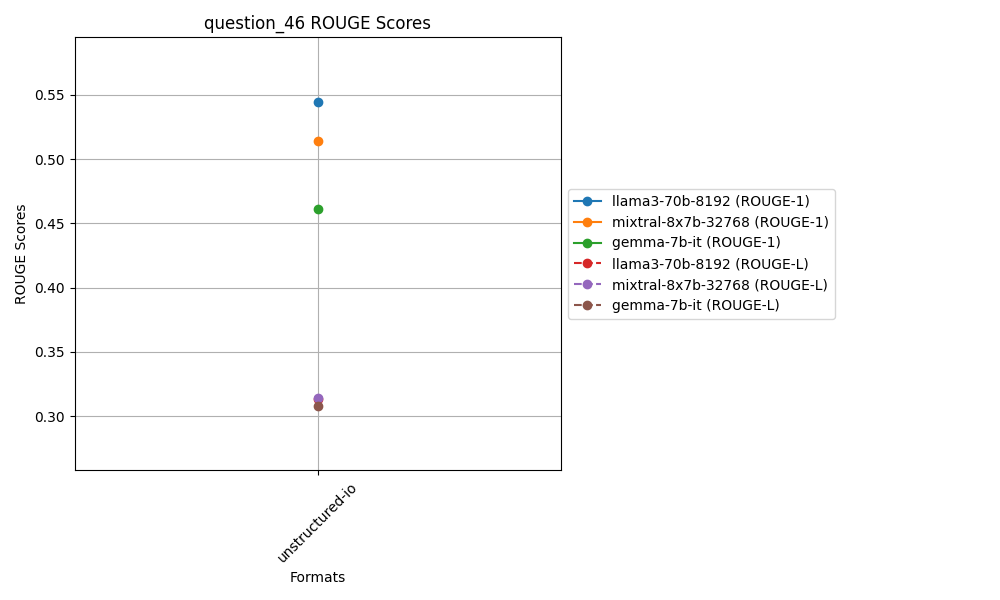 question_46 ROUGE Scores
ROUGE Scores
0.55
0.50
0.45
0.40
0.35
0.30
unstructured-io
Formats
llama3-70b-8192 (ROUGE-1)
mixtral-8x7b-32768 (ROUGE-1)
gemma-7b-it (ROUGE-1)
llama3-70b-8192 (ROUGE-L)
mixtral-8x7b-32768 (ROUGE-L)
gemma-7b-it (ROUGE-L)